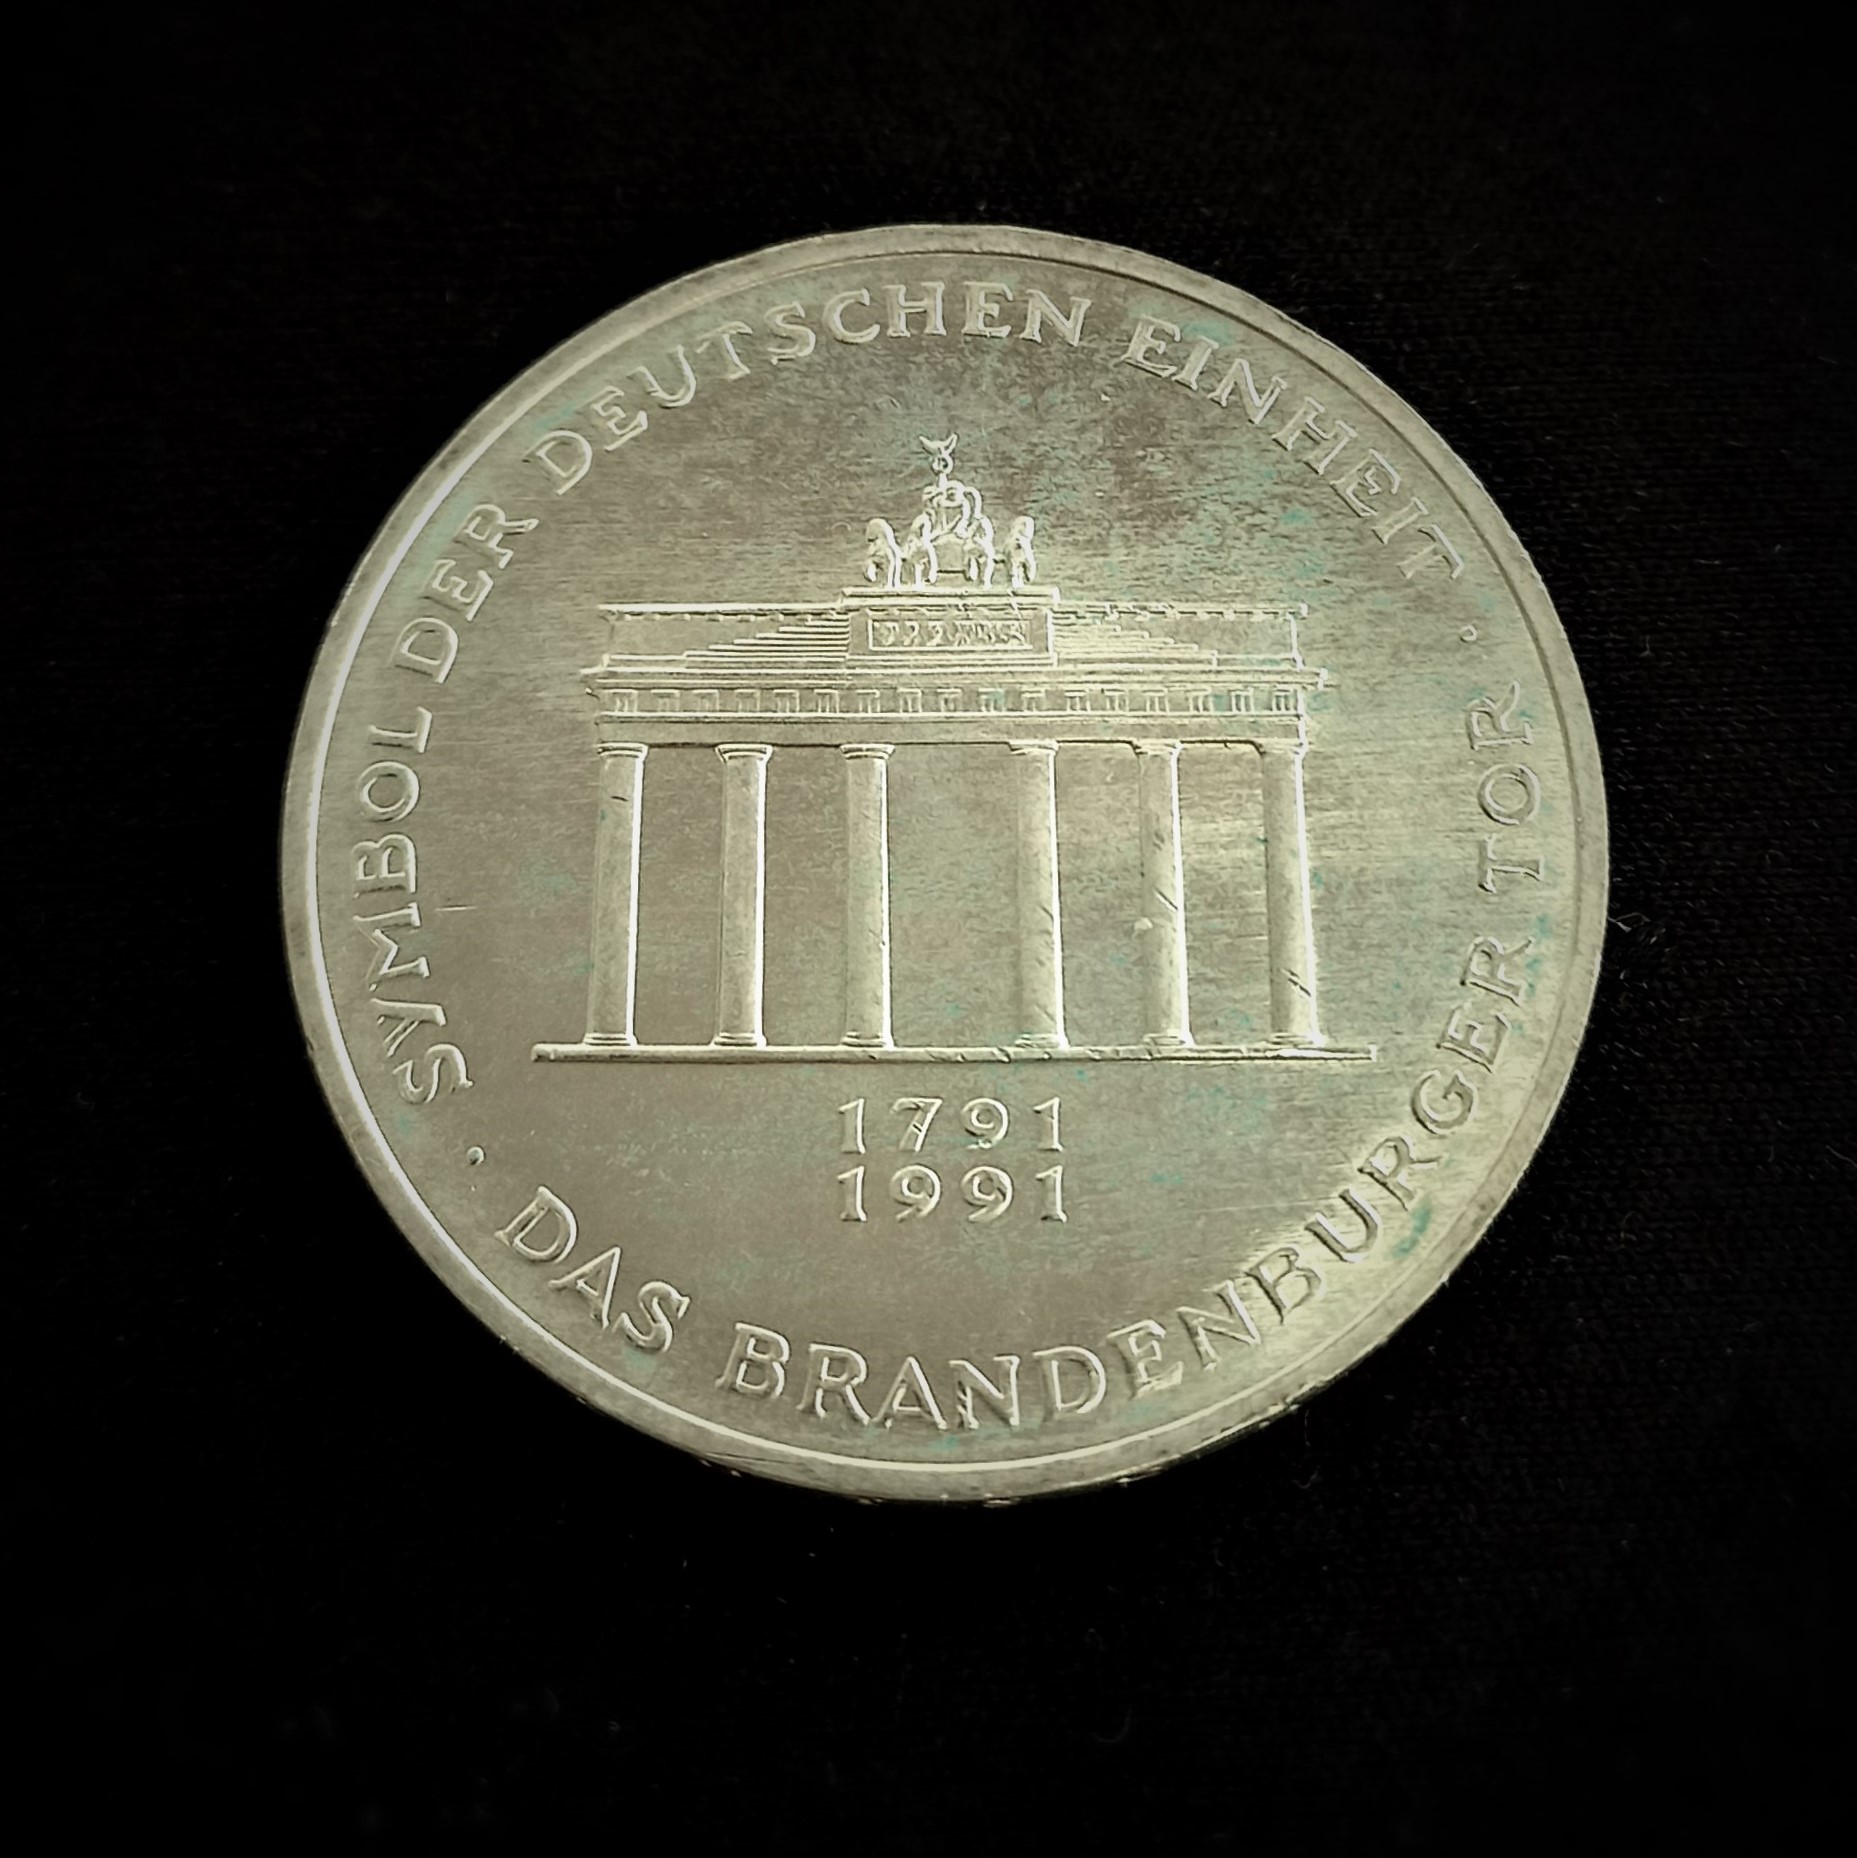 SYMBOL DER DEUTSCHEN EINHEIT ·
DAS BRANDENBURGER TOR ·
1791
1991